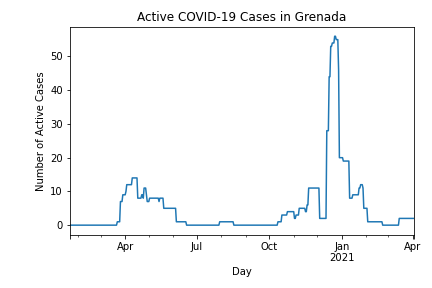 Active COVID-19 Cases in Grenada
Number of Active Cases
50
40
30
20
10
0
Apr
Jul
Oct
Jan
2021
Apr
Day